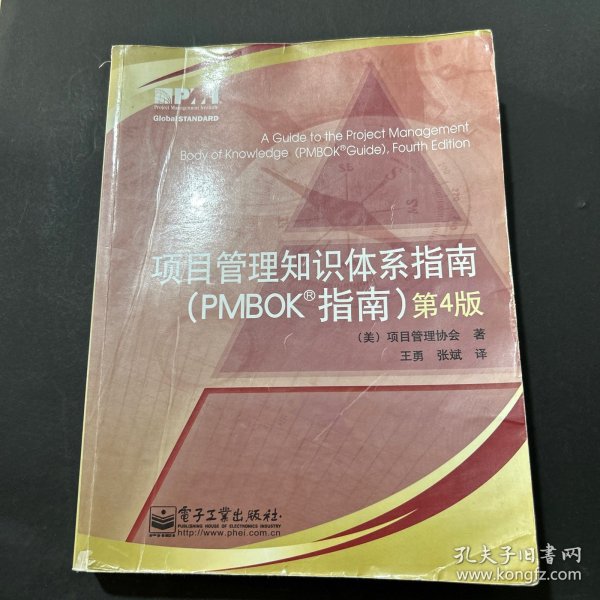 PMI
Project Management Institute
Global STANDARD
A Guide to the Project Management
Body of Knowledge (PMBOK®Guide), Fourth Edition
项目管理知识体系指南
(PMBOK®指南) 第4版
(美) 项目管理协会 著
王勇 张斌 译
電子工業出版社
PUBLISHING HOUSE OF ELECTRONICS INDUSTRY
http://www.phei.com.cn
孔夫子旧书网
www.kongfz.com